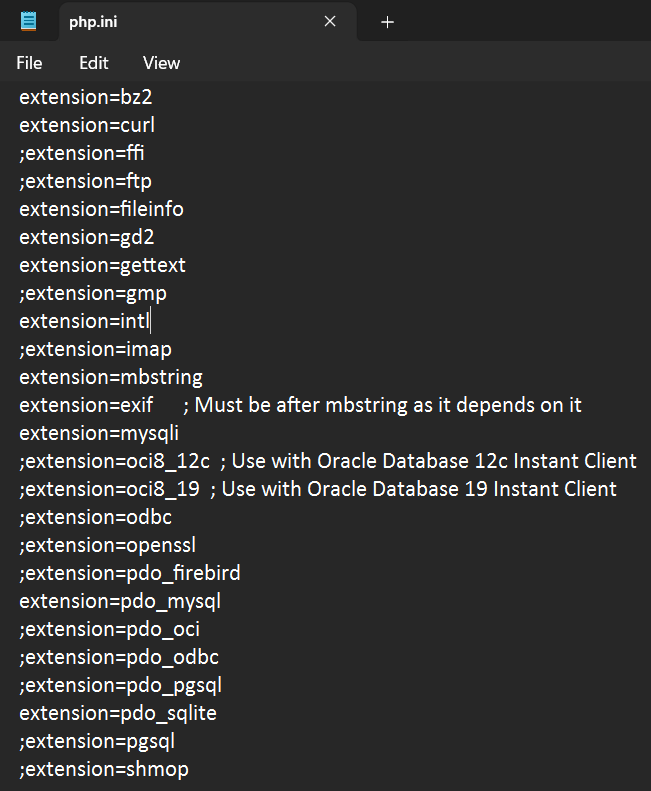 php.ini
File Edit View
extension=bz2
extension=curl
;extension=ffi
;extension=ftp
extension=fileinfo
extension=gd2
extension=gettext
;extension=gmp
extension=intl
;extension=imap
extension=mbstring
extension=exif ; Must be after mbstring as it depends on it
extension=mysqli
;extension=oci8_12c ; Use with Oracle Database 12c Instant Client
;extension=oci8_19 ; Use with Oracle Database 19 Instant Client
;extension=odbc
;extension=openssl
;extension=pdo_firebird
extension=pdo_mysql
;extension=pdo_oci
;extension=pdo_odbc
;extension=pdo_pgsql
extension=pdo_sqlite
;extension=pgsql
;extension=shmop